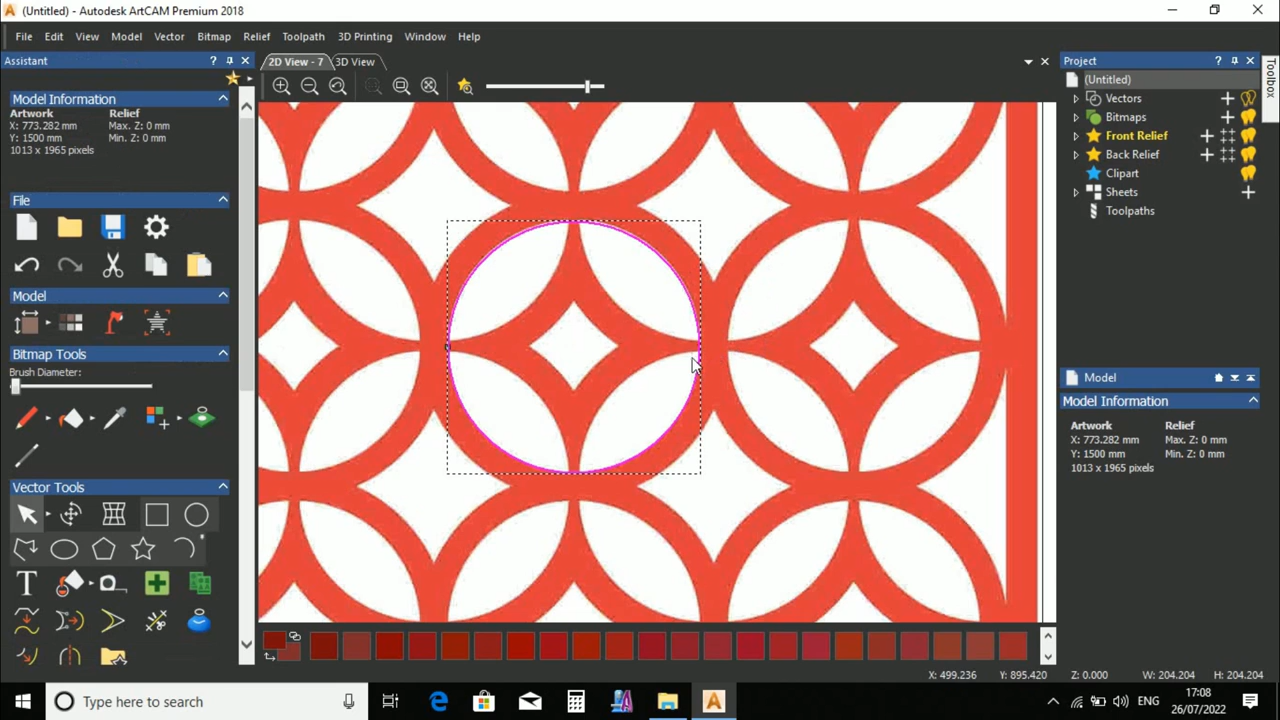 (Untitled) - Autodesk ArtCAM Premium 2018
File Edit View Model Vector Bitmap Relief Toolpath 3D Printing Window Help
Assistant
Model Information
Artwork Relief
X: 773.282 mm Max. Z: 0 mm
Y: 1500 mm Min. Z: 0 mm
1013 x 1965 pixels
File
Model
Bitmap Tools
Brush Diameter:
Vector Tools
2D View - 7 3D View
Project
Toolbox
(Untitled)
Vectors
Bitmaps
Front Relief
Back Relief
Clipart
Sheets
Toolpaths
Model
Model Information
Artwork Relief
X: 773.282 mm Max. Z: 0 mm
Y: 1500 mm Min. Z: 0 mm
1013 x 1965 pixels
X: 499.236 Y: 895.420 Z: 0.000 W: 204.204 H: 204.204
Type here to search
ENG
17:08
26/07/2022